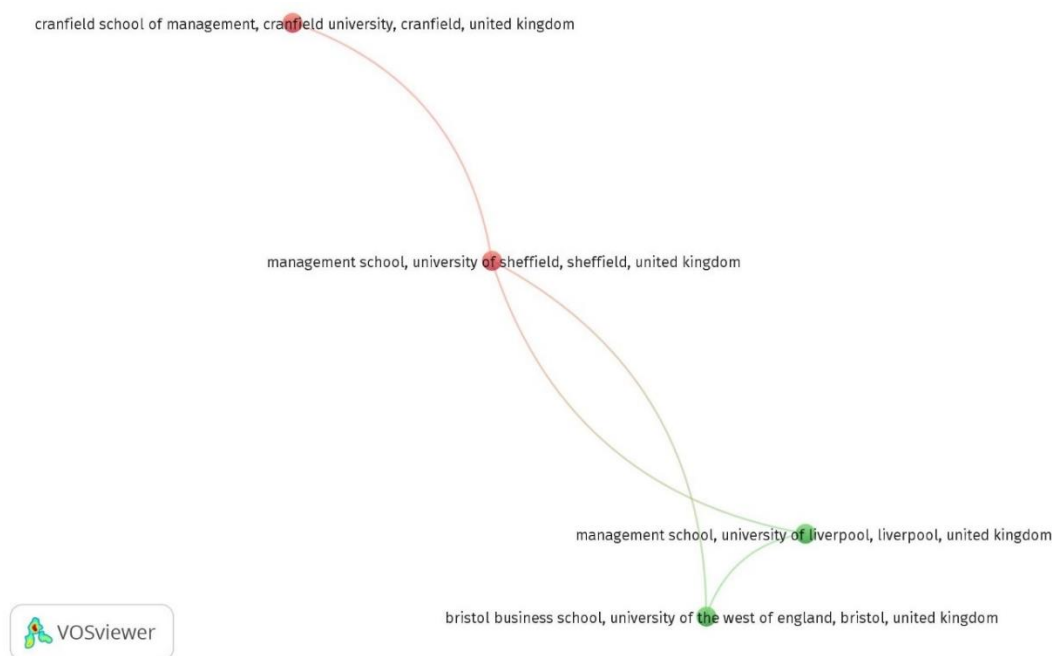 cranfield school of management, cranfield university, cranfield, united kingdom
management school, university of sheffield, sheffield, united kingdom
management school, university of liverpool, liverpool, united kingdom
bristol business school, university of the west of england, bristol, united kingdom
VOSviewer